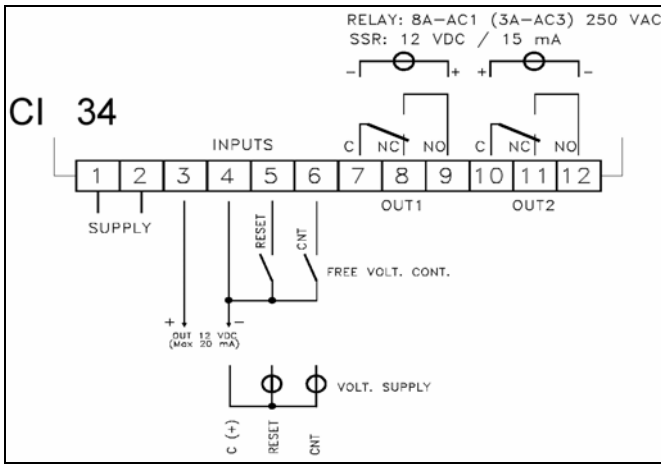 RELAY: 8A-AC1 (3A-AC3) 250 VAC
SSR: 12 VDC / 15 mA
- + + -
CI 34
INPUTS
C NC NO C NC NO
1 2 3 4 5 6 7 8 9 10 11 12
SUPPLY
OUT1 OUT2
RESET
CNT
FREE VOLT. CONT.
+ -
OUT 12 VDC
(Max 20 mA)
VOLT. SUPPLY
C (+)
RESET
CNT